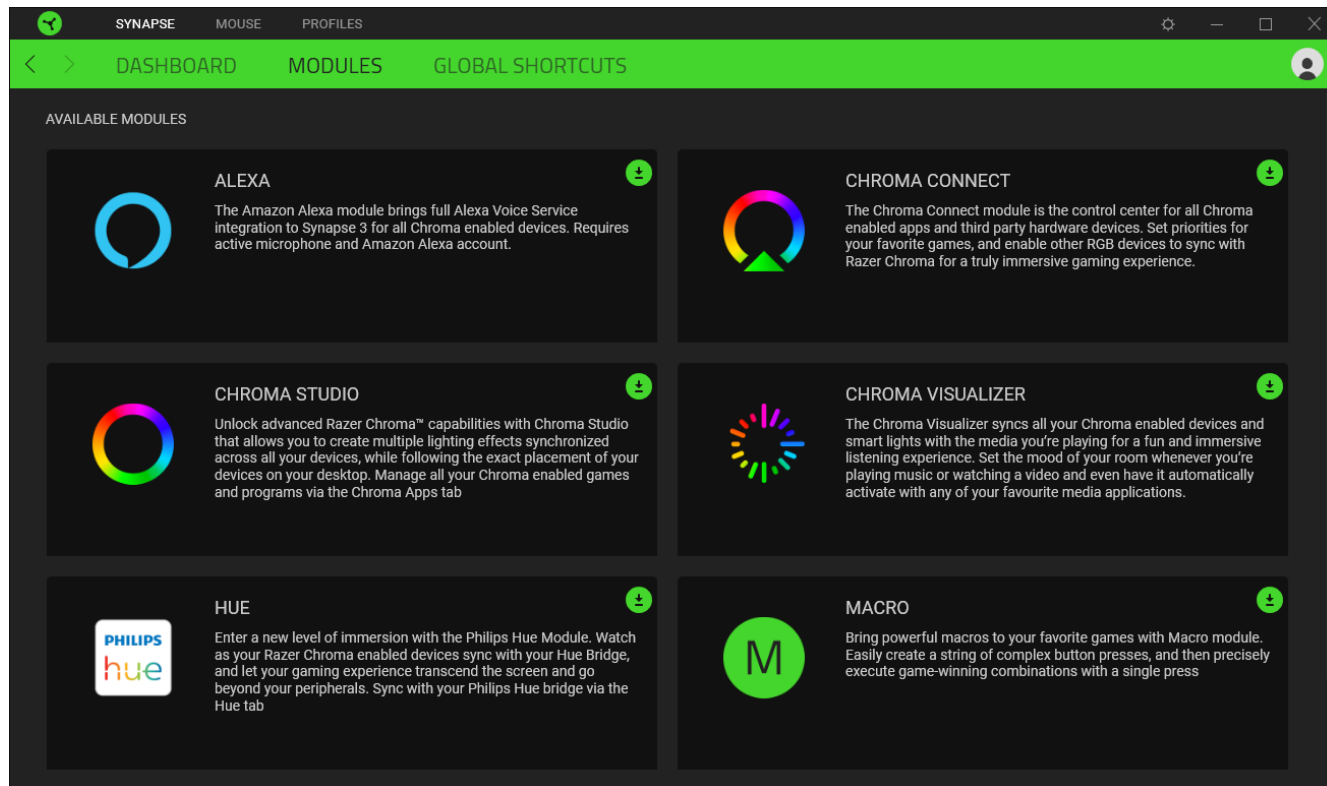 SYNAPSE MOUSE PROFILES
DASHBOARD MODULES GLOBAL SHORTCUTS
AVAILABLE MODULES
ALEXA
The Amazon Alexa module brings full Alexa Voice Service
integration to Synapse 3 for all Chroma enabled devices. Requires
active microphone and Amazon Alexa account.
CHROMA CONNECT
The Chroma Connect module is the control center for all Chroma
enabled apps and third party hardware devices. Set priorities for
your favorite games, and enable other RGB devices to sync with
Razer Chroma for a truly immersive gaming experience.
CHROMA STUDIO
Unlock advanced Razer Chroma™ capabilities with Chroma Studio
that allows you to create multiple lighting effects synchronized
across all your devices, while following the exact placement of your
devices on your desktop. Manage all your Chroma enabled games
and programs via the Chroma Apps tab
CHROMA VISUALIZER
The Chroma Visualizer syncs all your Chroma enabled devices and
smart lights with the media you're playing for a fun and immersive
listening experience. Set the mood of your room whenever you're
playing music or watching a video and even have it automatically
activate with any of your favourite media applications.
PHILIPS
hue
HUE
Enter a new level of immersion with the Philips Hue Module. Watch
as your Razer Chroma enabled devices sync with your Hue Bridge,
and let your gaming experience transcend the screen and go
beyond your peripherals. Sync with your Philips Hue bridge via the
Hue tab
M
MACRO
Bring powerful macros to your favorite games with Macro module.
Easily create a string of complex button presses, and then precisely
execute game-winning combinations with a single press